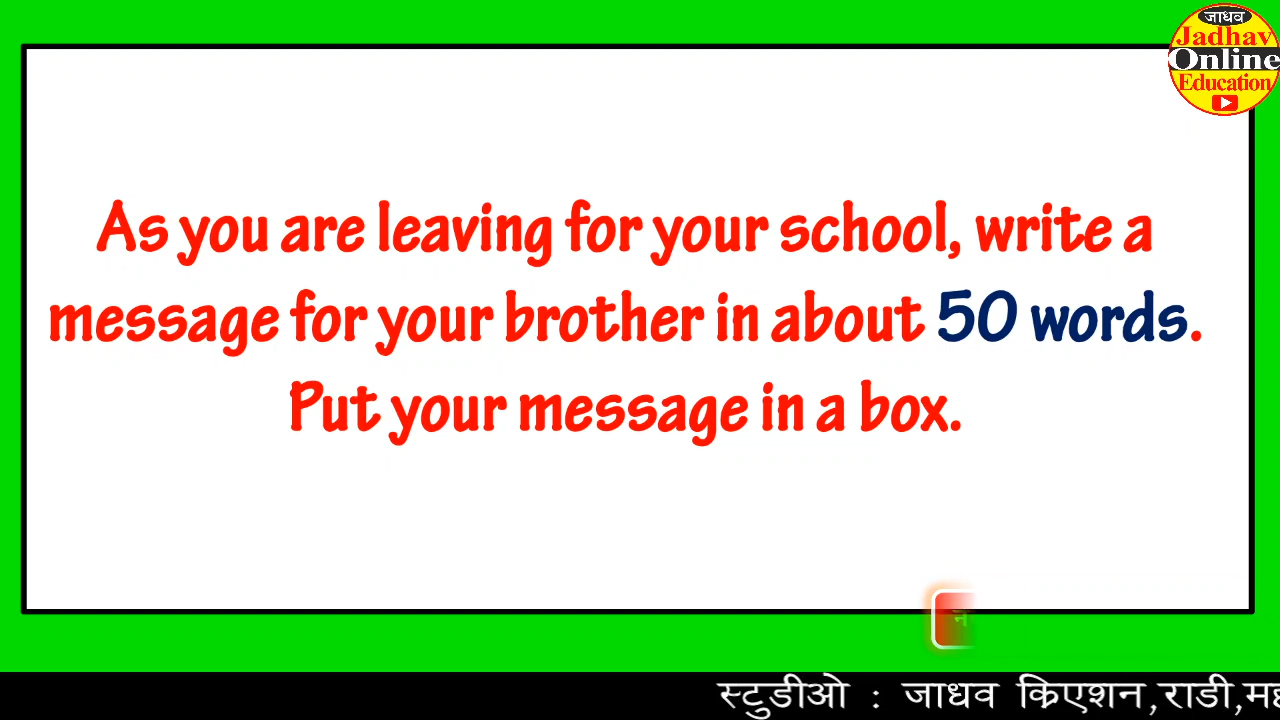 जाधव
Jadhav
Online
Education
As you are leaving for your school, write a
message for your brother in about 50 words.
Put your message in a box.
स्टुडीओ : जाधव क्रिएशन,राडी,